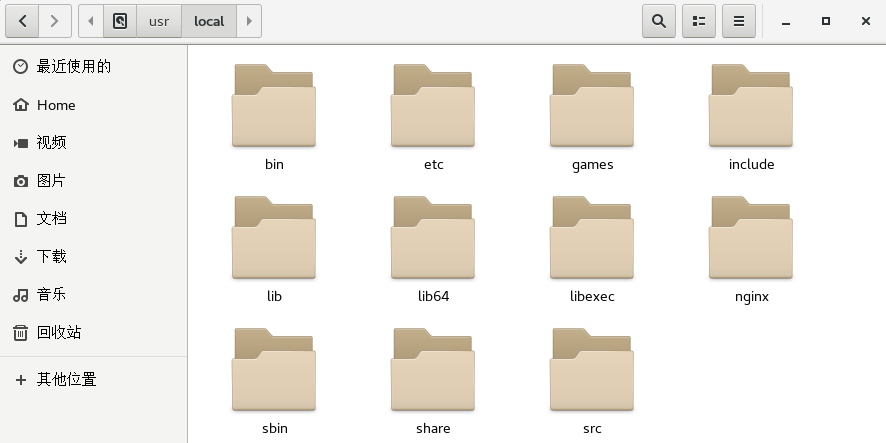 usr local
最近使用的
Home
视频
图片
文档
下载
音乐
回收站
其他位置
bin etc games include
lib lib64 libexec nginx
sbin share src